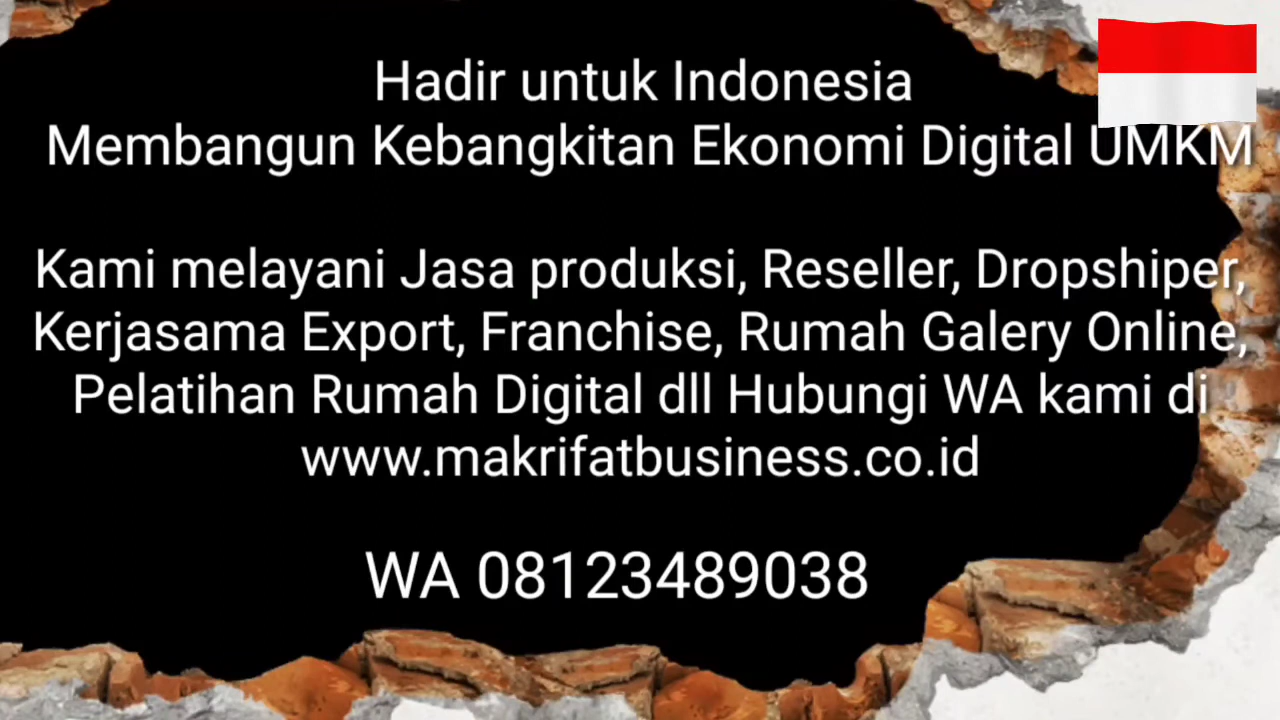 Hadir untuk Indonesia
Membangun Kebangkitan Ekonomi Digital UMKM
Kami melayani Jasa produksi, Reseller, Dropshiper,
Kerjasama Export, Franchise, Rumah Galery Online,
Pelatihan Rumah Digital dll Hubungi WA kami di
www.makrifatbusiness.co.id
WA 08123489038